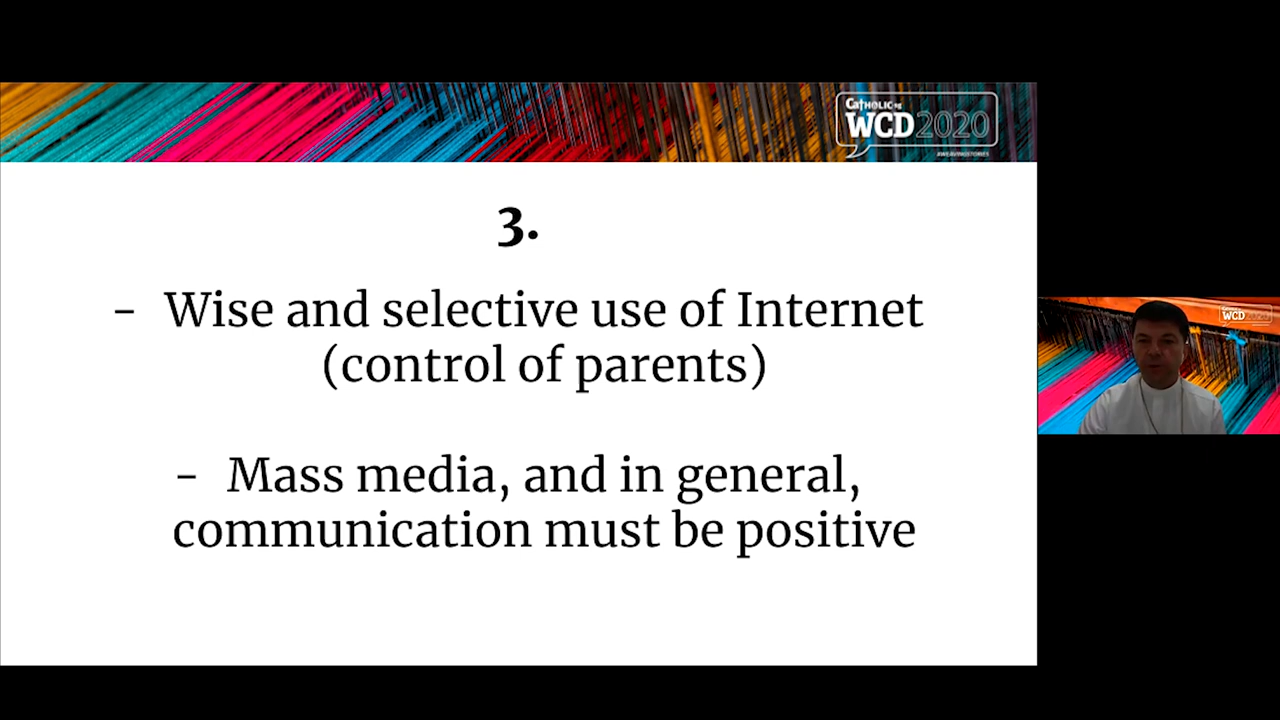 CATHOLIC.sg
WCD2020
#WEAVINGSTORIES
3.
- Wise and selective use of Internet
(control of parents)
- Mass media, and in general,
communication must be positive
WCD2020